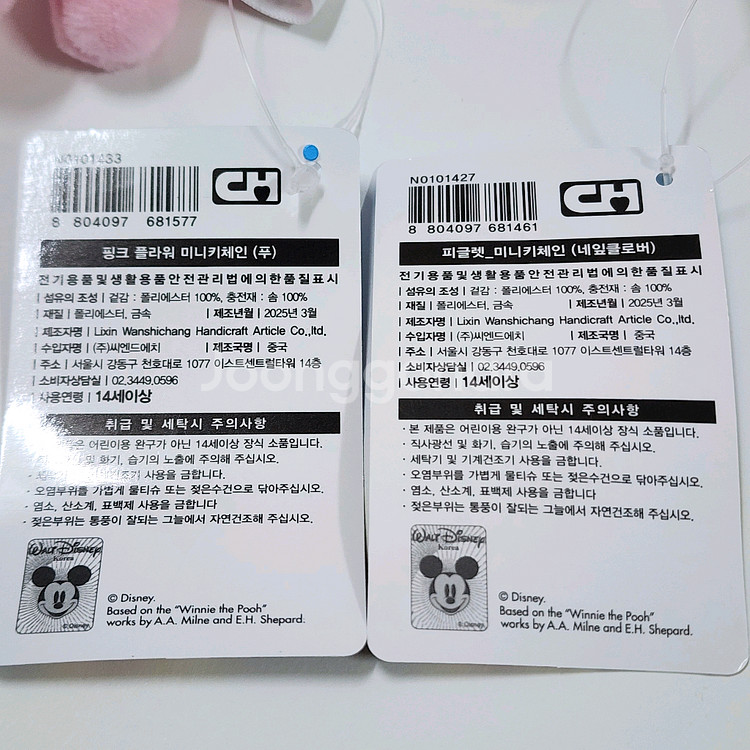 N0101433
8 804097 681577
CH
핑크 플라워 미니키체인 (푸)
전기용품및생활용품안전관리법에의한품질표시
| 섬유의 조성 | 겉감 : 폴리에스터 100%, 충전재 : 솜 100%
| 재질 | 폴리에스터, 금속 | 제조년월 | 2025년 3월
| 제조자명 | Lixin Wanshichang Handicraft Article Co.,ltd.
| 수입자명 | (주)씨엔드에치 | 제조국명 | 중국
| 주소 | 서울시 강동구 천호대로 1077 이스트센트럴타워 14층
| 소비자상담실 | 02.3449.0596
| 사용연령 | 14세이상
취급 및 세탁시 주의사항
제품은 어린이용 완구가 아닌 14세이상 장식 소품입니다.
및 화기, 습기의 노출에 주의해 주십시오.
사용을 금합니다.
· 오염부위를 가볍게 물티슈 또는 젖은수건으로 닦아주십시오.
· 염소, 산소계, 표백제 사용을 금합니다
· 젖은부위는 통풍이 잘되는 그늘에서 자연건조해 주십시오.
WALT DISNEY
Korea
© Disney
© Disney.
Based on the “Winnie the Pooh”
works by A.A. Milne and E.H. Shepard.
N0101427
8 804097 681461
CH
피글렛_미니키체인 (네잎클로버)
전기용품및생활용품안전관리법에의한품질표시
| 섬유의 조성 | 겉감 : 폴리에스터 100%, 충전재 : 솜 100%
| 재질 | 폴리에스터, 금속 | 제조년월 | 2025년 3월
| 제조자명 | Lixin Wanshichang Handicraft Article Co.,ltd.
| 수입자명 | (주)씨엔드에치 | 제조국명 | 중국
| 주소 | 서울시 강동구 천호대로 1077 이스트센트럴타워 14층
| 소비자상담실 | 02.3449.0596
| 사용연령 | 14세이상
취급 및 세탁시 주의사항
· 본 제품은 어린이용 완구가 아닌 14세이상 장식 소품입니다.
· 직사광선 및 화기, 습기의 노출에 주의해 주십시오.
· 세탁기 및 기계건조기 사용을 금합니다.
· 오염부위를 가볍게 물티슈 또는 젖은수건으로 닦아주십시오.
· 염소, 산소계, 표백제 사용을 금합니다
· 젖은부위는 통풍이 잘되는 그늘에서 자연건조해 주십시오.
WALT DISNEY
Korea
© Disney
© Disney.
Based on the “Winnie the Pooh”
works by A.A. Milne and E.H. Shepard.